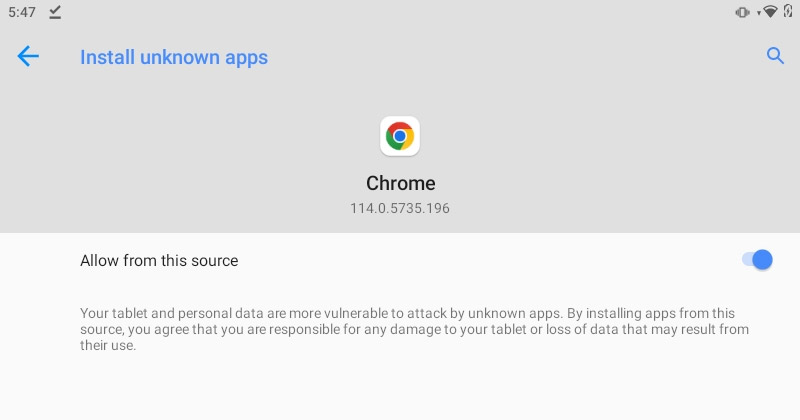 5:47
Install unknown apps
Chrome
114.0.5735.196
Allow from this source
Your tablet and personal data are more vulnerable to attack by unknown apps. By installing apps from this
source, you agree that you are responsible for any damage to your tablet or loss of data that may result from
their use.